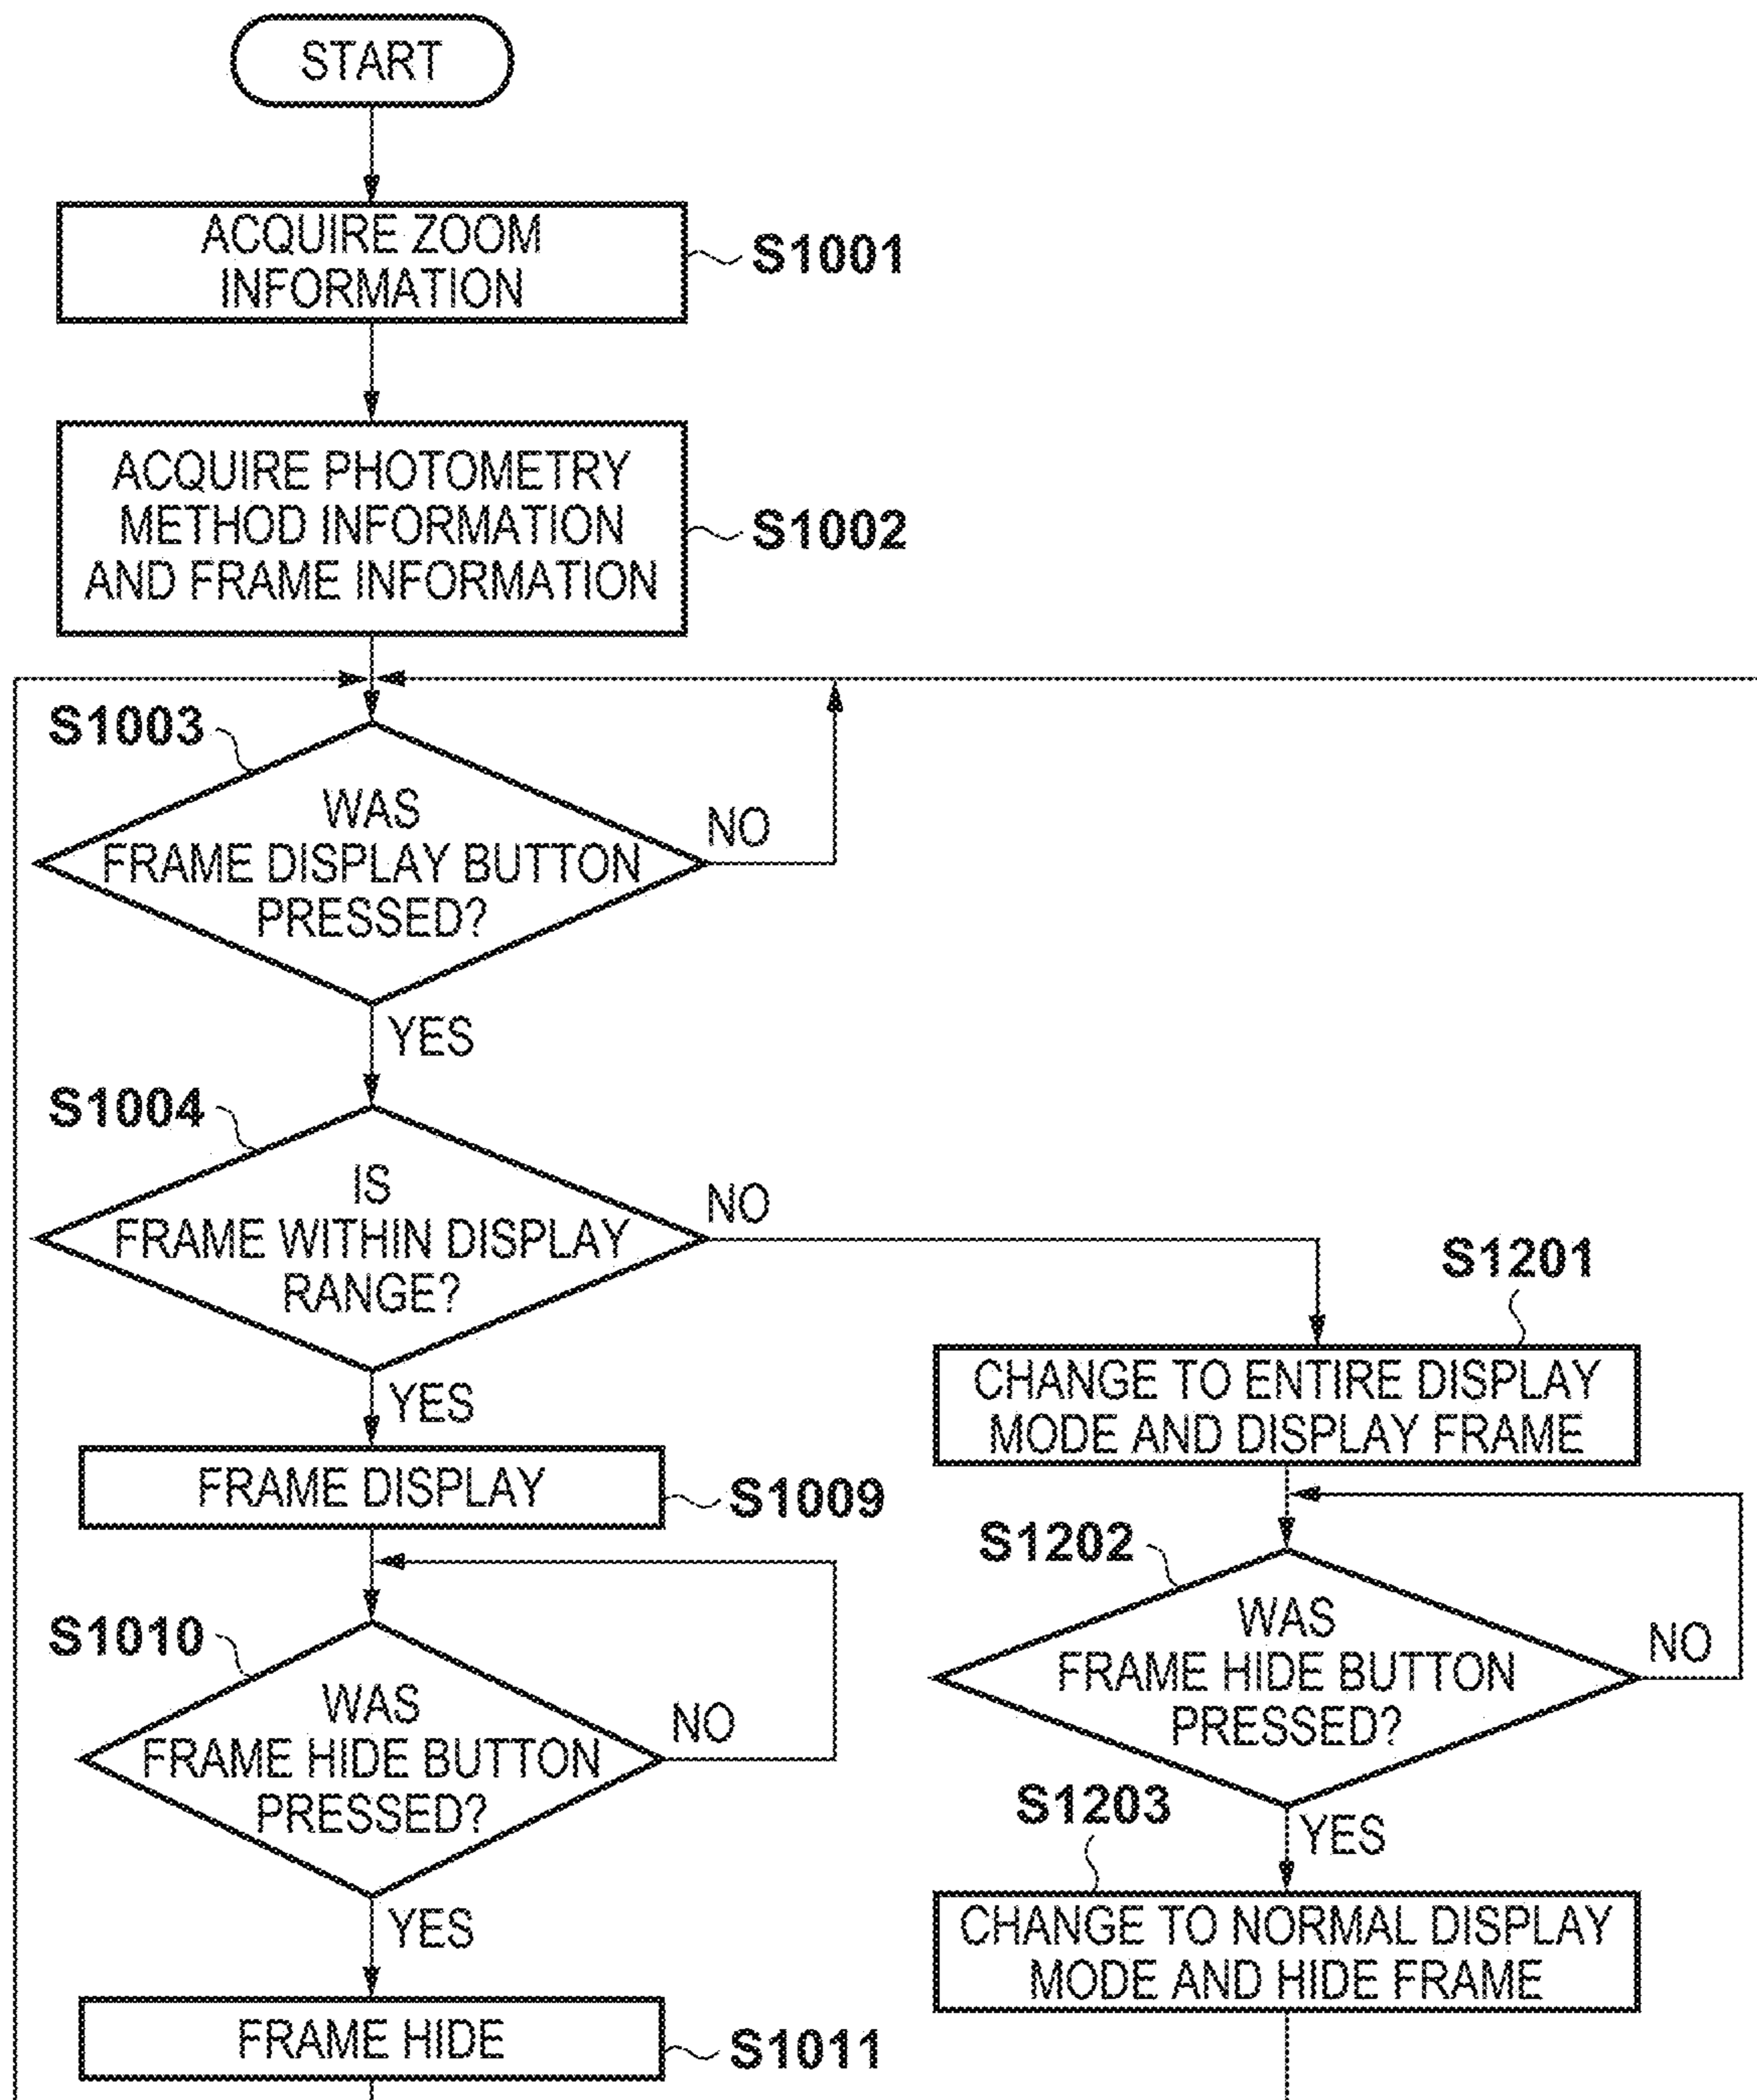 START
ACQUIRE ZOOM
INFORMATION
S1001
ACQUIRE PHOTOMETRY
METHOD INFORMATION
AND FRAME INFORMATION
S1002
S1003
WAS
FRAME DISPLAY BUTTON
PRESSED?
NO
YES
S1004
IS
FRAME WITHIN DISPLAY
RANGE?
NO
YES
S1201
CHANGE TO ENTIRE DISPLAY
MODE AND DISPLAY FRAME
FRAME DISPLAY
S1009
S1202
WAS
FRAME HIDE BUTTON
PRESSED?
NO
YES
S1010
WAS
FRAME HIDE BUTTON
PRESSED?
NO
YES
S1203
CHANGE TO NORMAL DISPLAY
MODE AND HIDE FRAME
FRAME HIDE
S1011